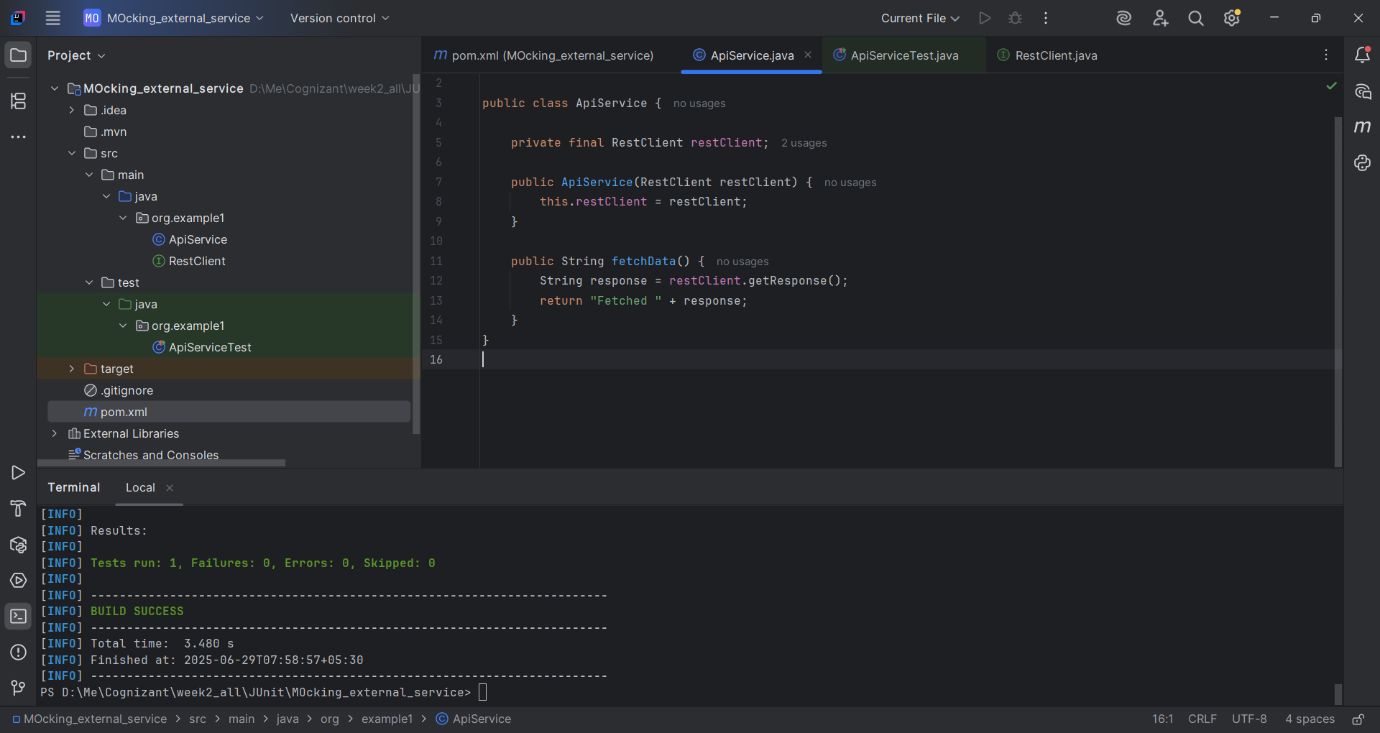 MO MOcking_external_service Version control Current File
Project
MOcking_external_service D:\Me\Cognizant\week2_all\JU
.idea
.mvn
src
main
java
org.example1
ApiService
RestClient
test
java
org.example1
ApiServiceTest
target
.gitignore
pom.xml
External Libraries
Scratches and Consoles
pom.xml (MOcking_external_service) ApiService.java ApiServiceTest.java RestClient.java
2
3 public class ApiService { no usages
4
5 private final RestClient restClient; 2 usages
6
7 public ApiService(RestClient restClient) { no usages
8 this.restClient = restClient;
9 }
10
11 public String fetchData() { no usages
12 String response = restClient.getResponse();
13 return "Fetched " + response;
14 }
15 }
16
Terminal Local
[INFO]
[INFO] Results:
[INFO]
[INFO] Tests run: 1, Failures: 0, Errors: 0, Skipped: 0
[INFO]
[INFO] ------------------------------------------------------------------------
[INFO] BUILD SUCCESS
[INFO] ------------------------------------------------------------------------
[INFO] Total time:  3.480 s
[INFO] Finished at: 2025-06-29T07:58:57+05:30
[INFO] ------------------------------------------------------------------------
PS D:\Me\Cognizant\week2_all\JUnit\MOcking_external_service>
MOcking_external_service > src > main > java > org > example1 > ApiService 16:1 CRLF UTF-8 4 spaces